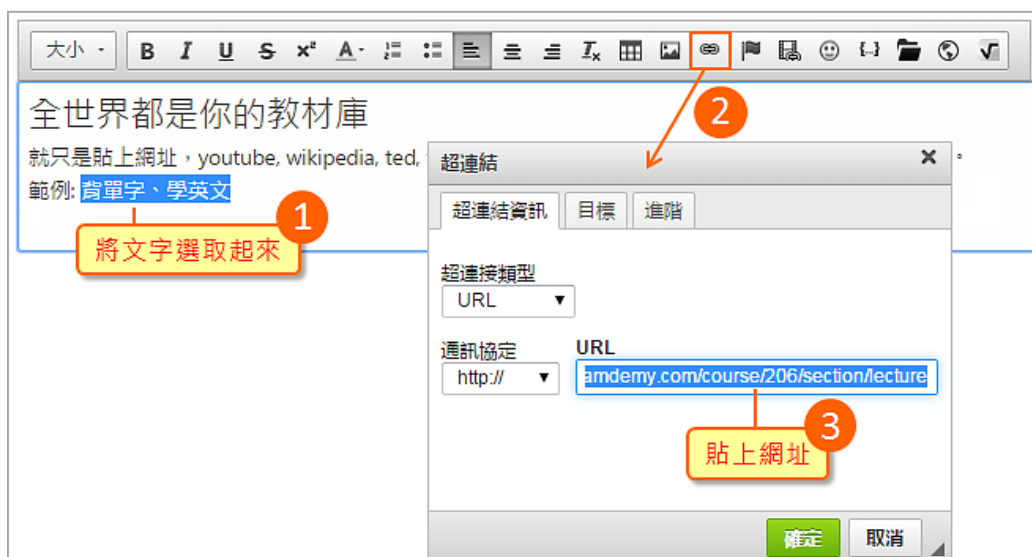 大小
B I U S x² A Ix
全世界都是你的教材庫
就只是貼上網址，youtube, wikipedia, ted,
範例: 背單字、學英文
1
將文字選取起來
2
超連結
超連結資訊 目標 進階
超連接類型
URL
通訊協定 URL
http:// amdemy.com/course/206/section/lecture
3
貼上網址
確定 取消